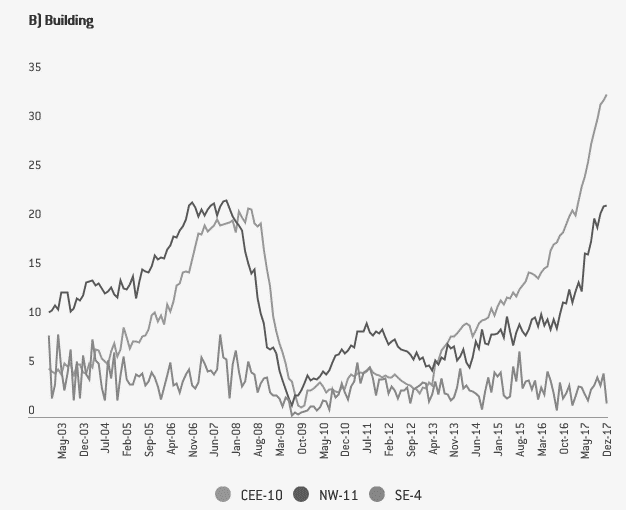 B) Building
35
30
25
20
15
10
5
0
May-03
Dec-03
Jul-04
Feb-05
Sep-05
Apr-06
Nov-06
Jun-07
Jan-08
Aug-08
Mar-09
Oct-09
May-10
Dec-10
Jul-11
Feb-12
Sep-12
Apr-13
Nov-13
Jun-14
Jan-15
Aug-15
Mar-16
Oct-16
May-17
Dez-17
CEE-10 NW-11 SE-4